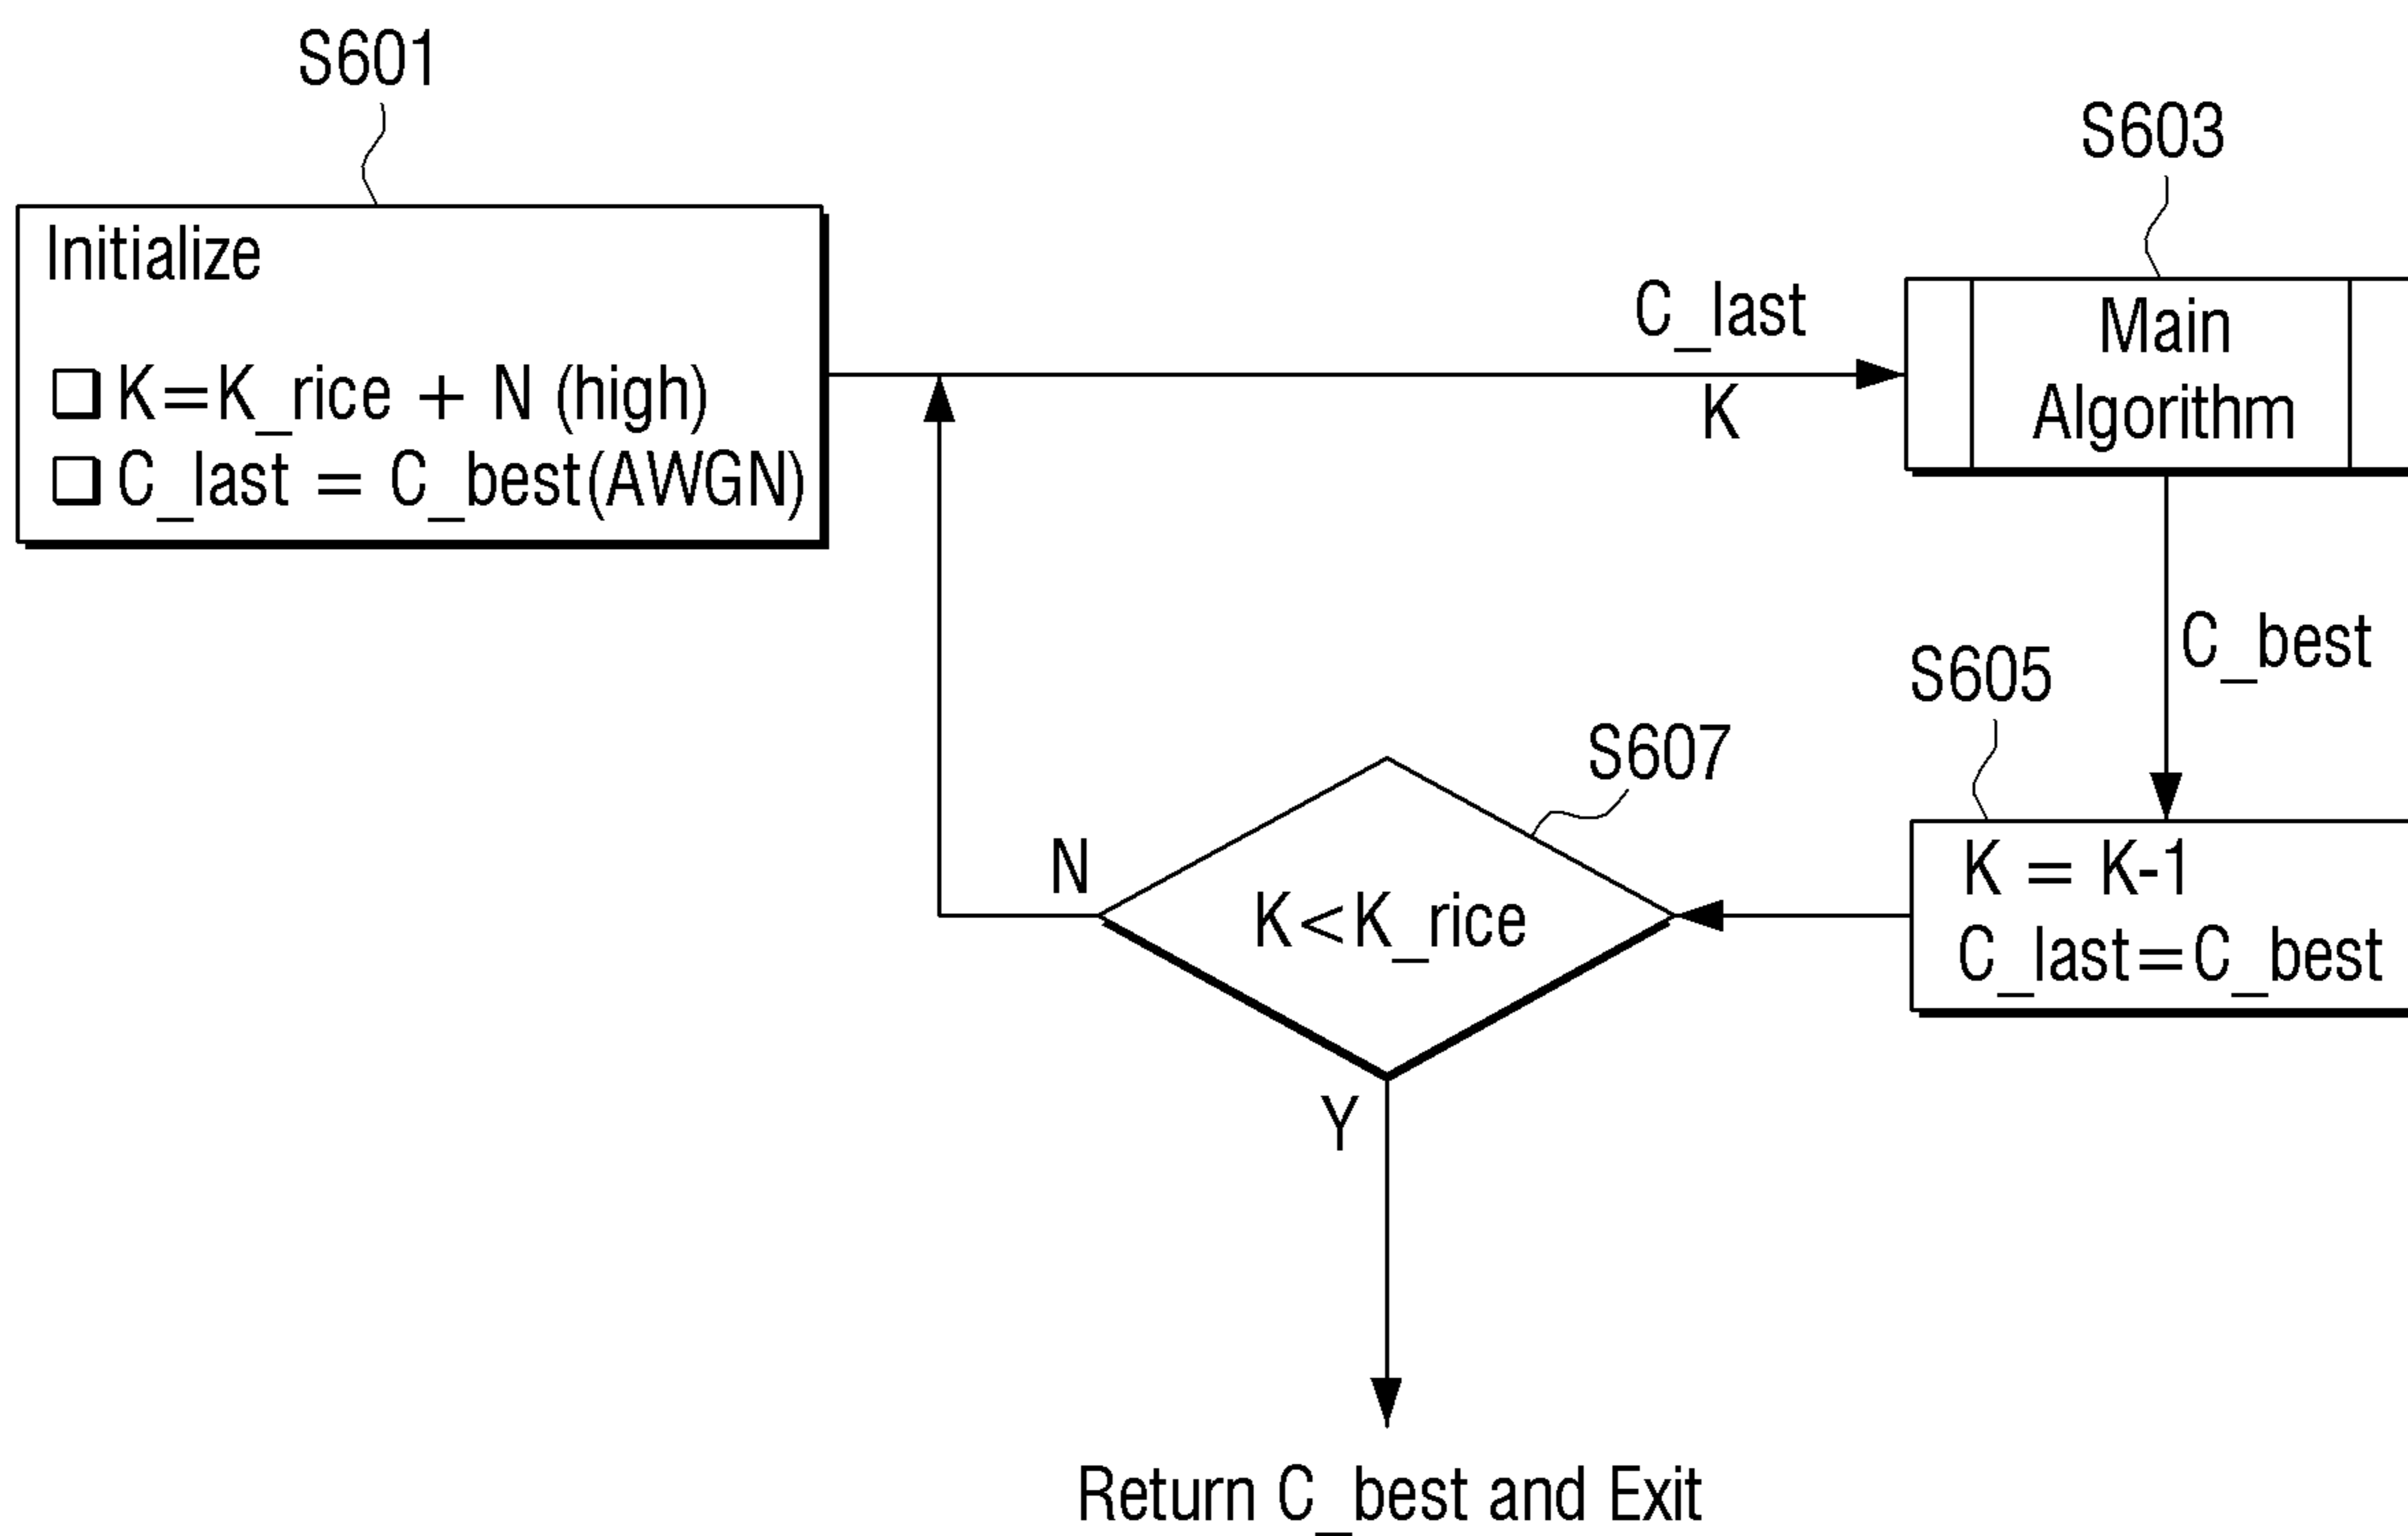 S601
Initialize
K=K_rice + N (high)
C_last = C_best(AWGN)
C_last
K
S603
Main
Algorithm
C_best
S605
K = K-1
C_last=C_best
S607
K<K_rice
N
Y
Return C_best and Exit